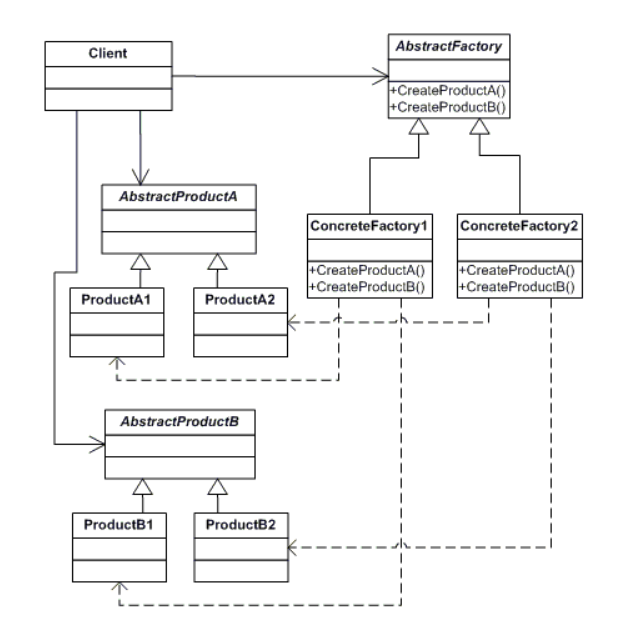 Client
AbstractFactory
+CreateProductA()
+CreateProductB()
AbstractProductA
ConcreteFactory1
+CreateProductA()
+CreateProductB()
ConcreteFactory2
+CreateProductA()
+CreateProductB()
ProductA1
ProductA2
AbstractProductB
ProductB1
ProductB2